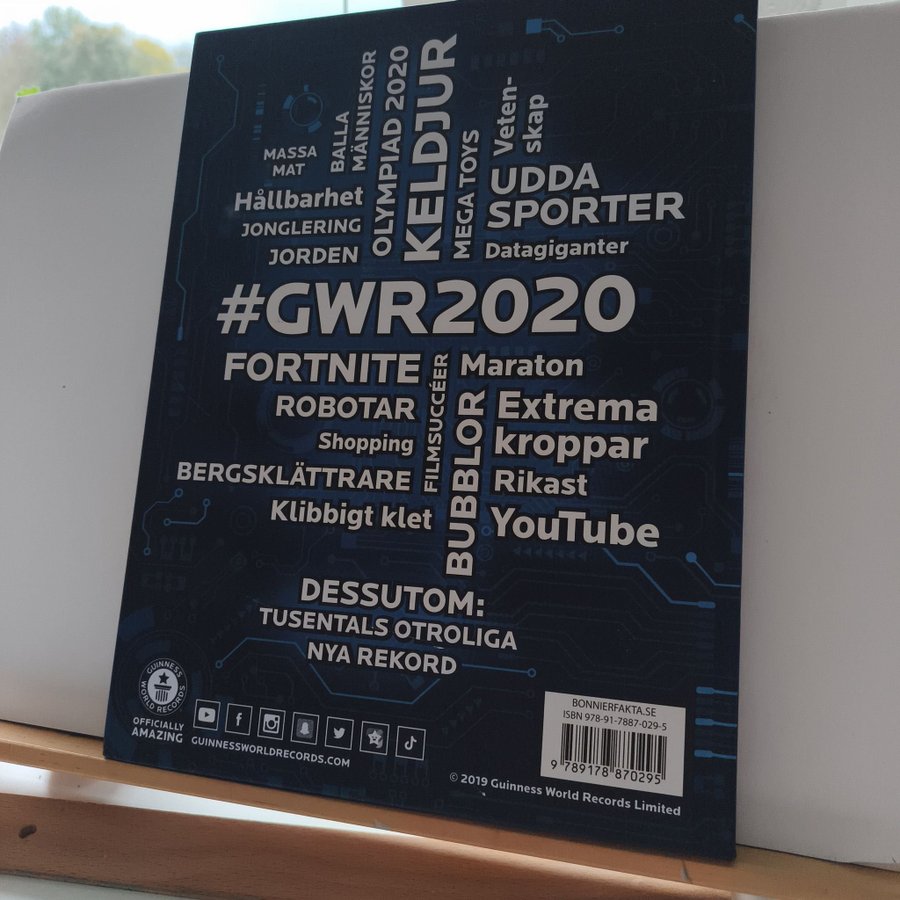 MASSA
MAT
BALLA
MÄNNISKOR
OLYMPIAD 2020
KELDJUR
MEGA TOYS
Veten-
skap
Hållbarhet
JONGLERING
JORDEN
UDDA
SPORTER
Datagiganter
#GWR2020
FORTNITE
ROBOTAR
Shopping
BERGSKLÄTTRARE
Klibbigt klet
FILMSUCCÉER
BUBBLOR
Maraton
Extrema
kroppar
Rikast
YouTube
DESSUTOM:
TUSENTALS OTROLIGA
NYA REKORD
GUINNESS
WORLD RECORDS
OFFICIALLY
AMAZING
GUINNESSWORLDRECORDS.COM
BONNIERFAKTA.SE
ISBN 978-91-7887-029-5
9 789178 870295
© 2019 Guinness World Records Limited